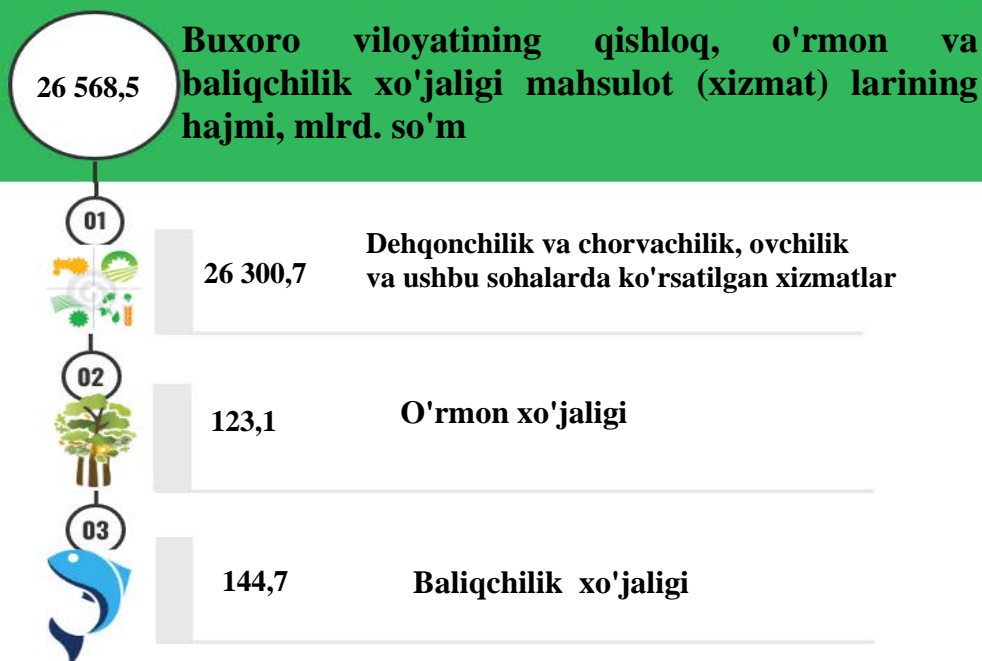 26 568,5
Buxoro viloyatining qishloq, o'rmon va
baliqchilik xo'jaligi mahsulot (xizmat) larining
hajmi, mlrd. so'm
01
26 300,7
Dehqonchilik va chorvachilik, ovchilik
va ushbu sohalarda ko'rsatilgan xizmatlar
02
123,1
O'rmon xo'jaligi
03
144,7
Baliqchilik xo'jaligi